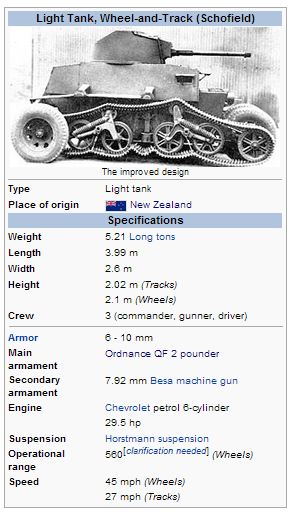 Light Tank, Wheel-and-Track (Schofield)
The improved design
Type Light tank
Place of origin New Zealand
Specifications
Weight 5.21 Long tons
Length 3.99 m
Width 2.6 m
Height 2.02 m (Tracks)
2.1 m (Wheels)
Crew 3 (commander, gunner, driver)
Armor 6 - 10 mm
Main Ordnance QF 2 pounder
armament
Secondary 7.92 mm Besa machine gun
armament
Engine Chevrolet petrol 6-cylinder
29.5 hp
Suspension Horstmann suspension
Operational 560[clarification needed] (Wheels)
range
Speed 45 mph (Wheels)
27 mph (Tracks)